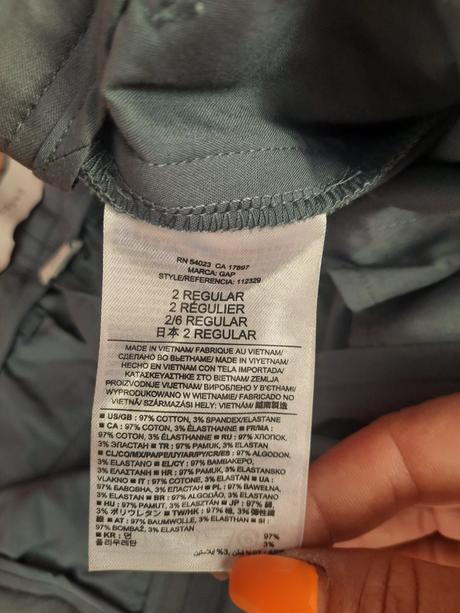 RN 54023 CA 17897
MARCA: GAP
STYLE/REFERENCIA: 112329
2 REGULAR
2 RÉGULIER
2/6 REGULAR
日本 2 REGULAR
MADE IN VIETNAM/ FABRIQUE AU VIETNAM/
СДЕЛАНО ВО ВЬЕТНАМЕ/ MADE IN VIYETNAM/
HECHO EN VIETNAM CON TELA IMPORTADA/
ΚΑΤΑΣΚΕΥΑΣΤΗΚΕ ΣΤΟ ΒΙΕΤΝΑΜ/ ZEMLJA
PROIZVODNJE VIJETNAM/ ВИРОБЛЕНО У В'ЄТНАМІ/
WYPRODUKOWANO W WIETNAMIE/ FABRICADO NO
VIETNÃ/ SZÁRMAZÁSI HELY: VIETNÁM/ 越南製造
■ US/GB : 97% COTTON, 3% SPANDEX/ELASTANE
■ CA : 97% COTON, 3% ÉLASTHANNE ■ FR/MA :
97% COTON, 3% ÉLASTHANNE ■ RU : 97% ХЛОПОК,
3% ЭЛАСТАН ■ TR : 97% PAMUK, 3% ELASTAN
■ CL/CO/MX/PA/PE/UY/AR/PY/CR/EB : 97% ALGODON,
3% ELASTANO ■ EL/CY : 97% ΒΑΜΒΑΚΕΡΟ,
3% ΕΛΑΣΤΑΝΗ ■ HR : 97% PAMUK, 3% ELASTANSKO
VLAKNO ■ IT : 97% COTONE, 3% ELASTAN ■ UA :
97% БАВОВНА, 3% ЕЛАСТАН ■ PL : 97% BAWEŁNA,
3% ELASTAN ■ BR : 97% ALGODÃO, 3% ELASTANO ■
HU : 97% PAMUT, 3% ELASZTÁN ■ JP : 97% 綿,
3% ポリウレタン ■ TW/HK : 97% 棉, 3% 彈性纖維
■ AT : 97% BAUMWOLLE, 3% ELASTHAN ■ SI :
97% BOMBAŽ, 3% ELASTAN
■ KR : 면 97%
폴리우레탄 3%